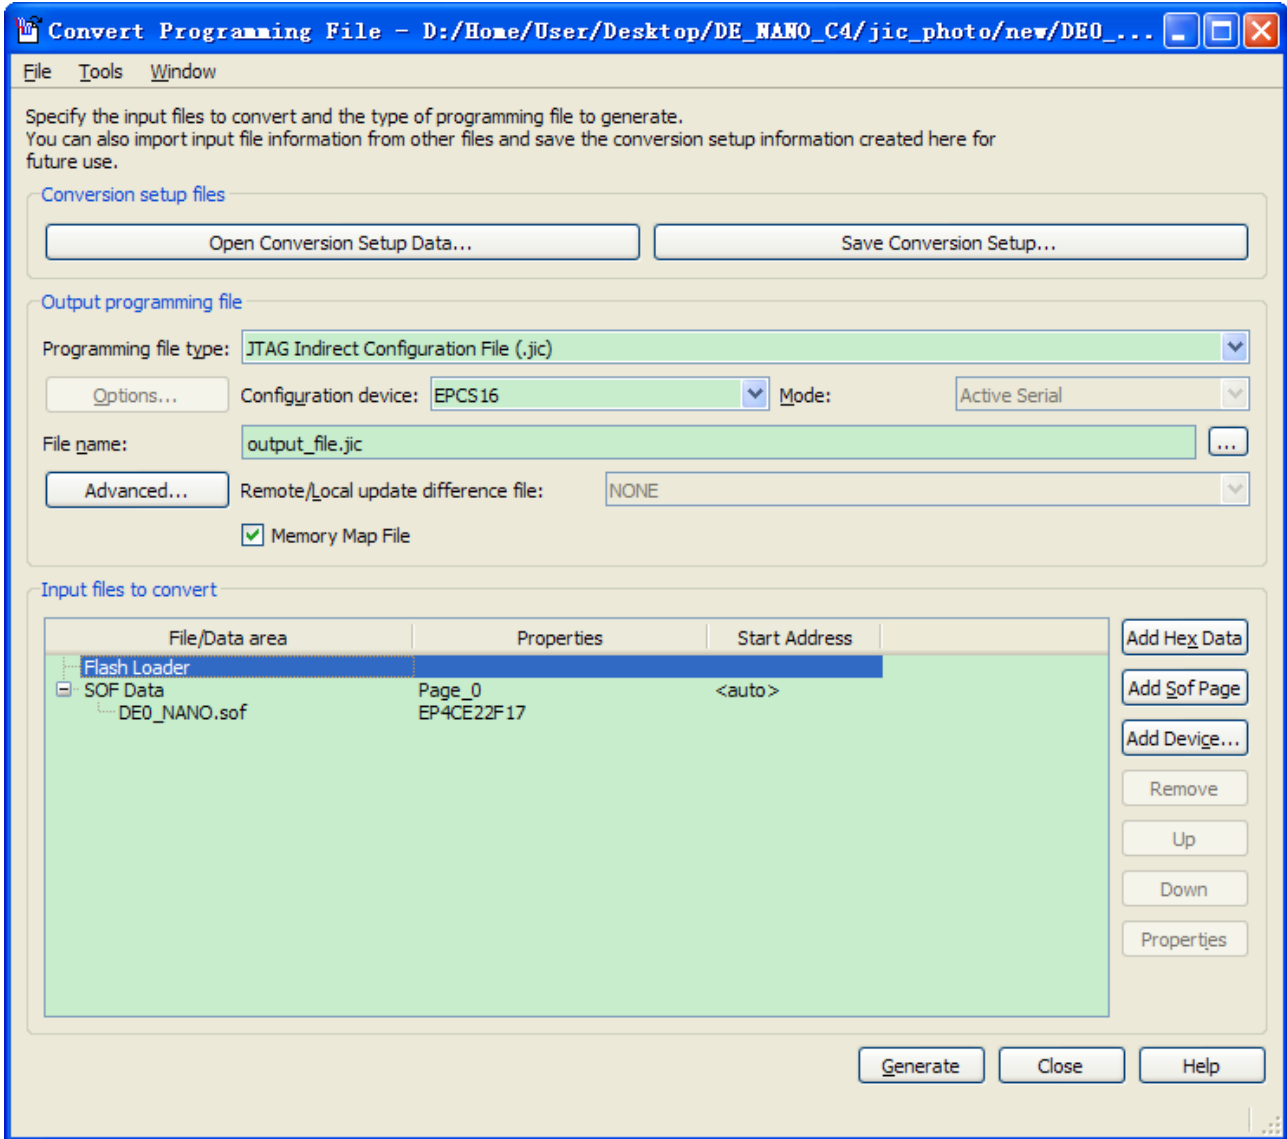 Convert Programming File - D:/Home/User/Desktop/DE_NANO_C4/jic_photo/new/DE0_...
File Tools Window
Specify the input files to convert and the type of programming file to generate.
You can also import input file information from other files and save the conversion setup information created here for
future use.
Conversion setup files
Open Conversion Setup Data...
Save Conversion Setup...
Output programming file
Programming file type: JTAG Indirect Configuration File (.jic)
Options... Configuration device: EPCS16 Mode: Active Serial
File name: output_file.jic ...
Advanced... Remote/Local update difference file: NONE
Memory Map File
Input files to convert
File/Data area Properties Start Address
Flash Loader
SOF Data Page_0 <auto>
DE0_NANO.sof EP4CE22F17
Add Hex Data
Add Sof Page
Add Device...
Remove
Up
Down
Properties
Generate Close Help